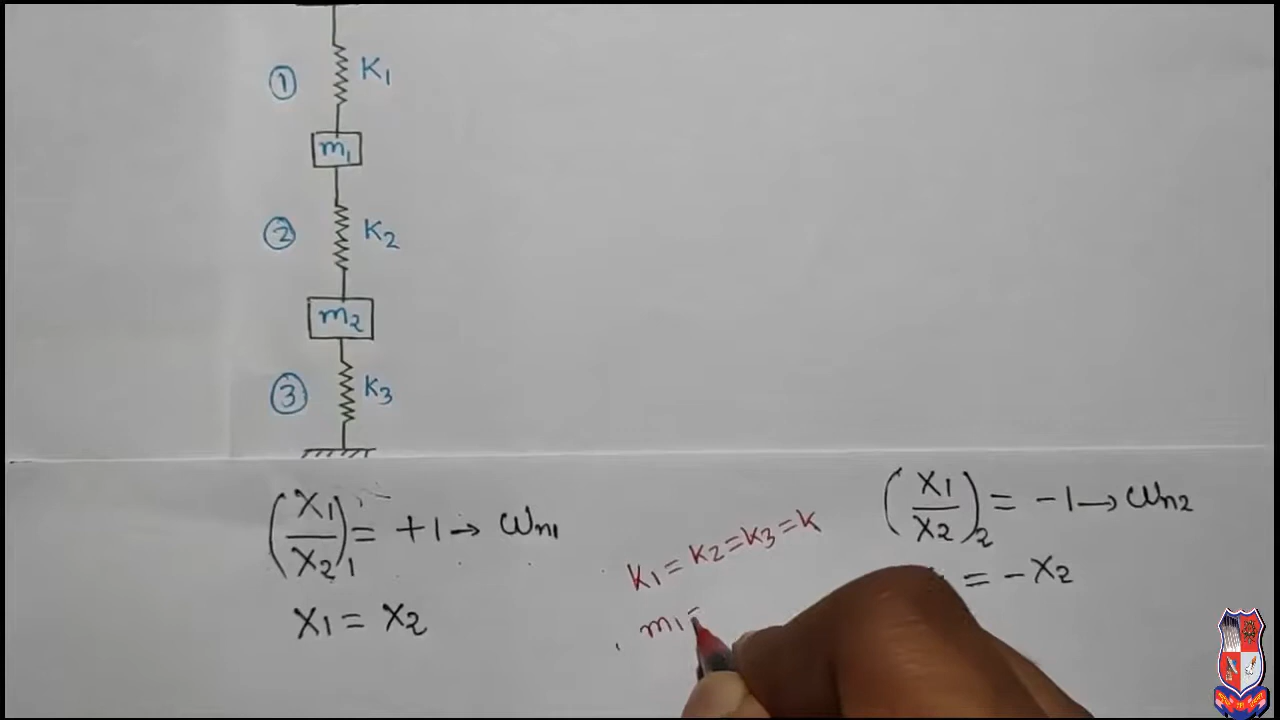 ① K₁
m₁
② K₂
m₂
③ K₃
(X₁/X₂)₁ = +1 → ωn₁
X₁ = X₂
K₁ = K₂ = K₃ = K
m₁ =
(X₁/X₂)₂ = -1 → ωn₂
= -X₂